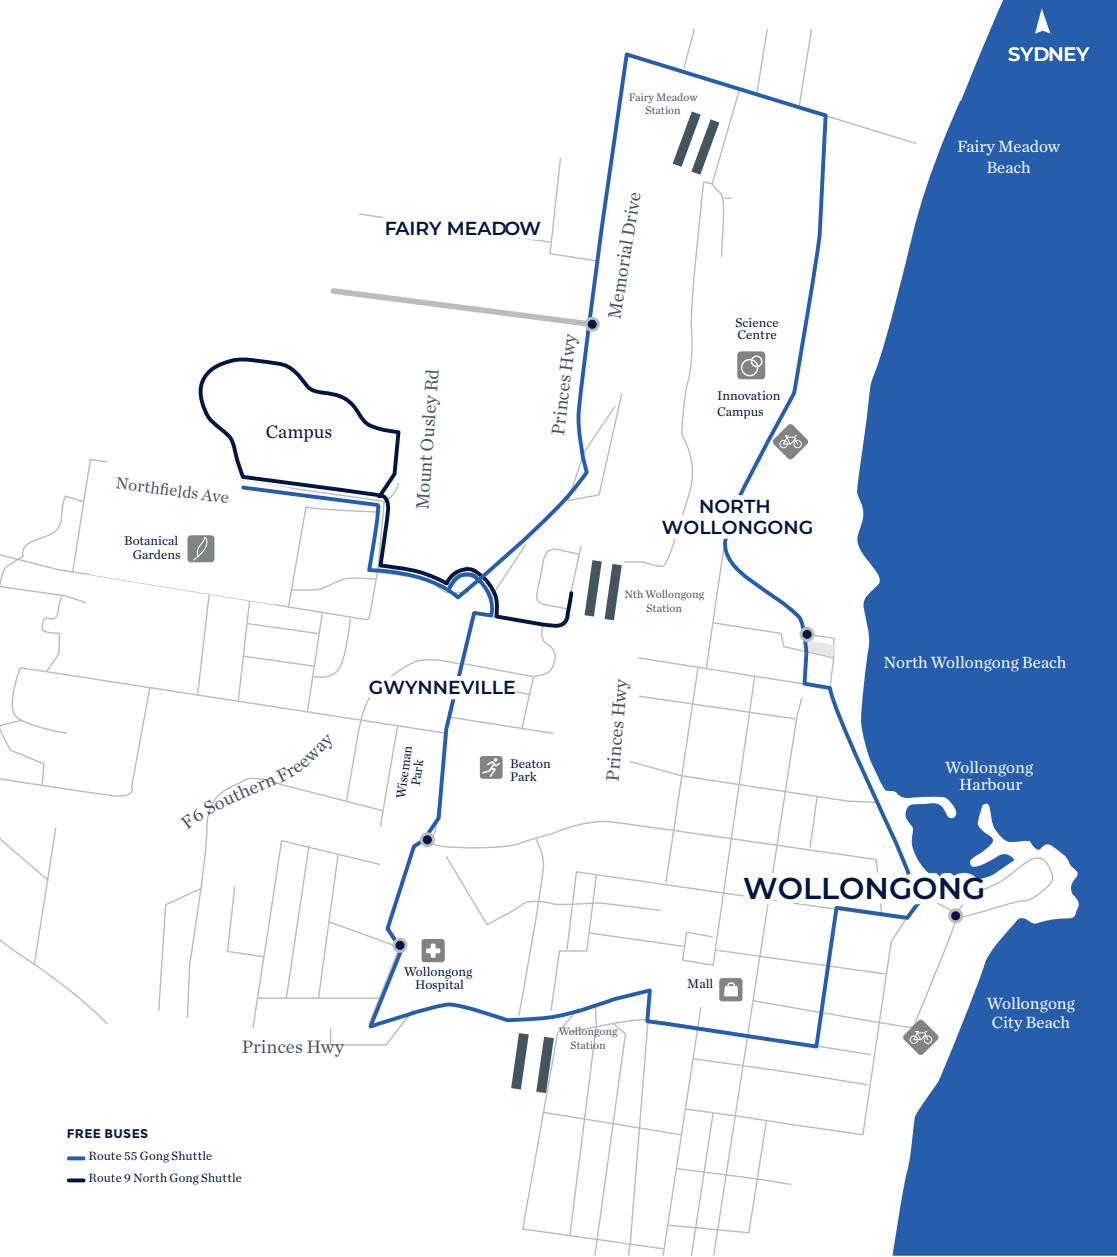 SYDNEY
Fairy Meadow
Station
Fairy Meadow
Beach
FAIRY MEADOW
Memorial Drive
Science
Centre
Princes Hwy
Innovation
Campus
Mount Ousley Rd
Campus
Northfields Ave
NORTH
WOLLONGONG
Botanical
Gardens
Nth Wollongong
Station
North Wollongong Beach
GWYNNEVILLE
Princes Hwy
F6 Southern Freeway
Wiseman
Park
Beaton
Park
Wollongong
Harbour
WOLLONGONG
Wollongong
Hospital
Mall
Wollongong
City Beach
Princes Hwy
Wollongong
Station
FREE BUSES
Route 55 Gong Shuttle
Route 9 North Gong Shuttle